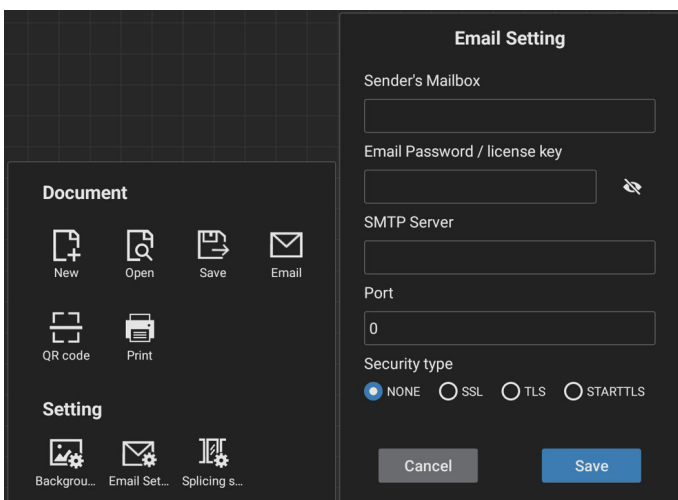 Document
New
Open
Save
Email
QR code
Print
Setting
Backgrou...
Email Set...
Splicing s...
Email Setting
Sender's Mailbox
Email Password / license key
SMTP Server
Port
0
Security type
NONE SSL TLS STARTTLS
Cancel Save